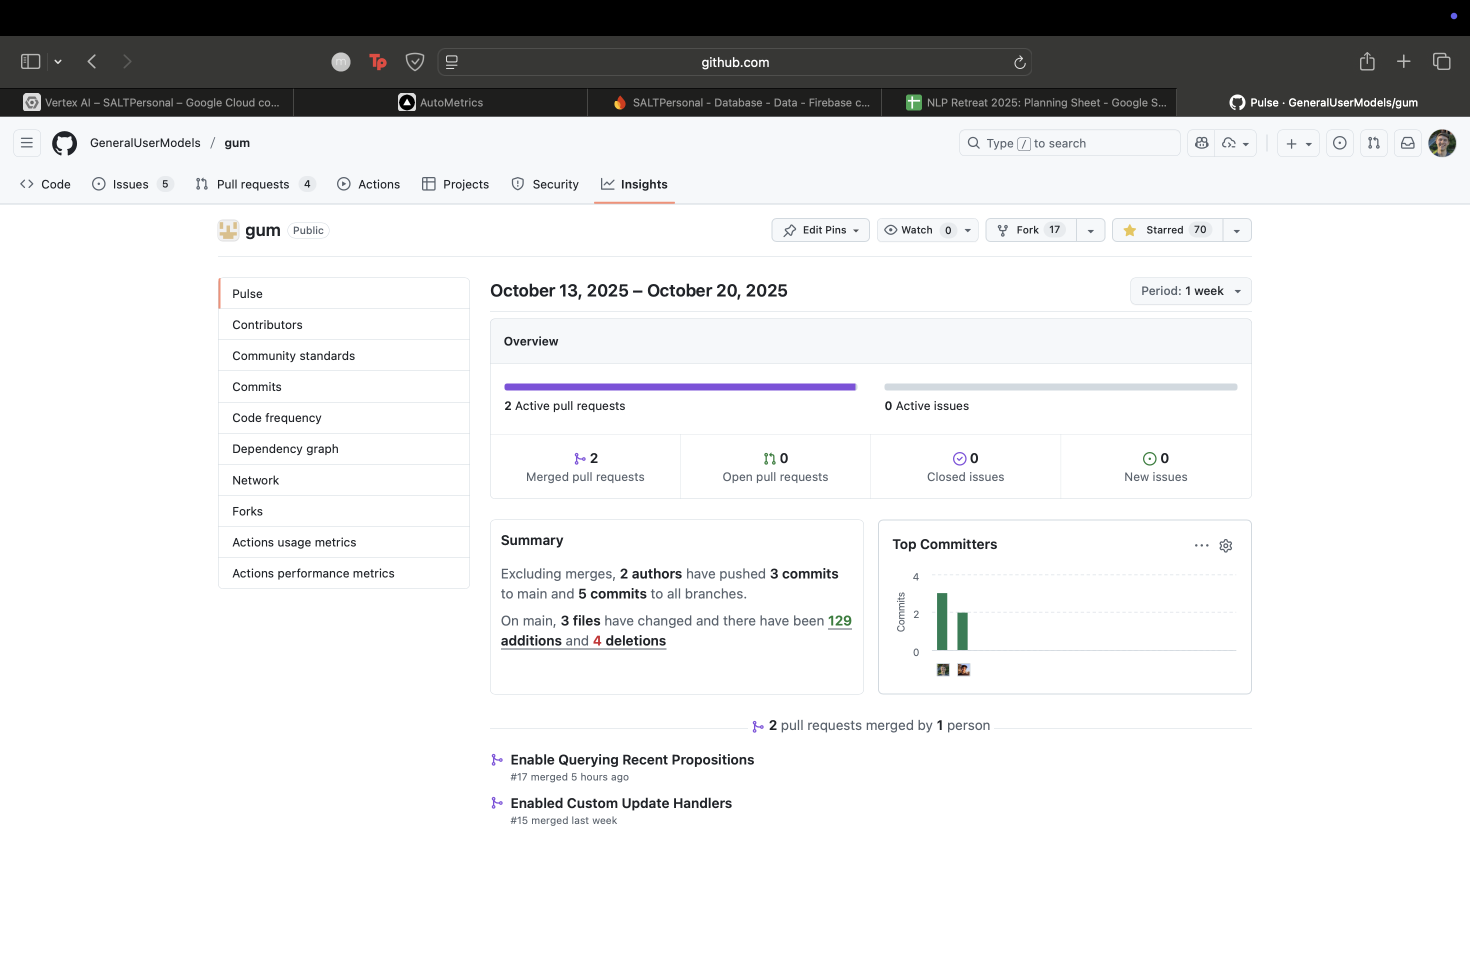 github.com
Vertex AI – SALTPersonal – Google Cloud co...
AutoMetrics
SALTPersonal - Database - Data - Firebase c...
NLP Retreat 2025: Planning Sheet - Google S...
Pulse · GeneralUserModels/gum
GeneralUserModels / gum
Type / to search
Code
Issues 5
Pull requests 4
Actions
Projects
Security
Insights
gum Public
Edit Pins
Watch 0
Fork 17
Starred 70
Pulse
Contributors
Community standards
Commits
Code frequency
Dependency graph
Network
Forks
Actions usage metrics
Actions performance metrics
October 13, 2025 – October 20, 2025
Period: 1 week
Overview
2 Active pull requests
0 Active issues
2
Merged pull requests
0
Open pull requests
0
Closed issues
0
New issues
Summary
Excluding merges, 2 authors have pushed 3 commits
to main and 5 commits to all branches.
On main, 3 files have changed and there have been 129
additions and 4 deletions
Top Committers
Commits
4
2
0
2 pull requests merged by 1 person
Enable Querying Recent Propositions
#17 merged 5 hours ago
Enabled Custom Update Handlers
#15 merged last week